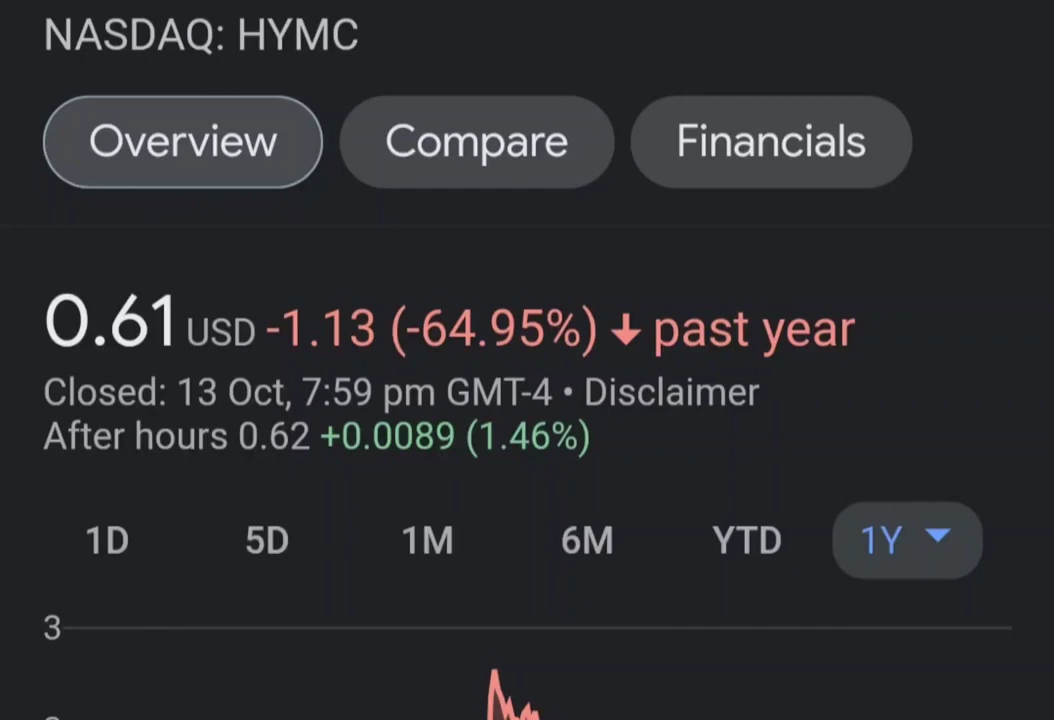 NASDAQ: HYMC
Overview Compare Financials
0.61 USD -1.13 (-64.95%) ↓ past year
Closed: 13 Oct, 7:59 pm GMT-4 • Disclaimer
After hours 0.62 +0.0089 (1.46%)
1D 5D 1M 6M YTD 1Y
3